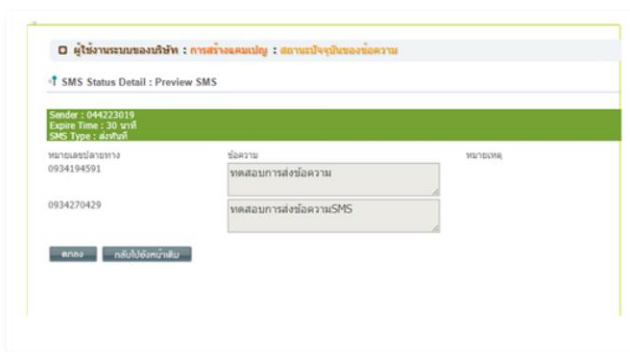 ผู้ใช้งานระบบของบริษัท : การสร้างแคมเปญ : สถานะปัจจุบันของข้อความ
SMS Status Detail : Preview SMS
Sender : 044223019
Expire Time : 30 นาที
SMS Type : ส่งทันที
หมายเลขปลายทาง ข้อความ หมายเหตุ
0934194591 ทดสอบการส่งข้อความ
0934270429 ทดสอบการส่งข้อความSMS
ตกลง กลับไปยังหน้าเดิม